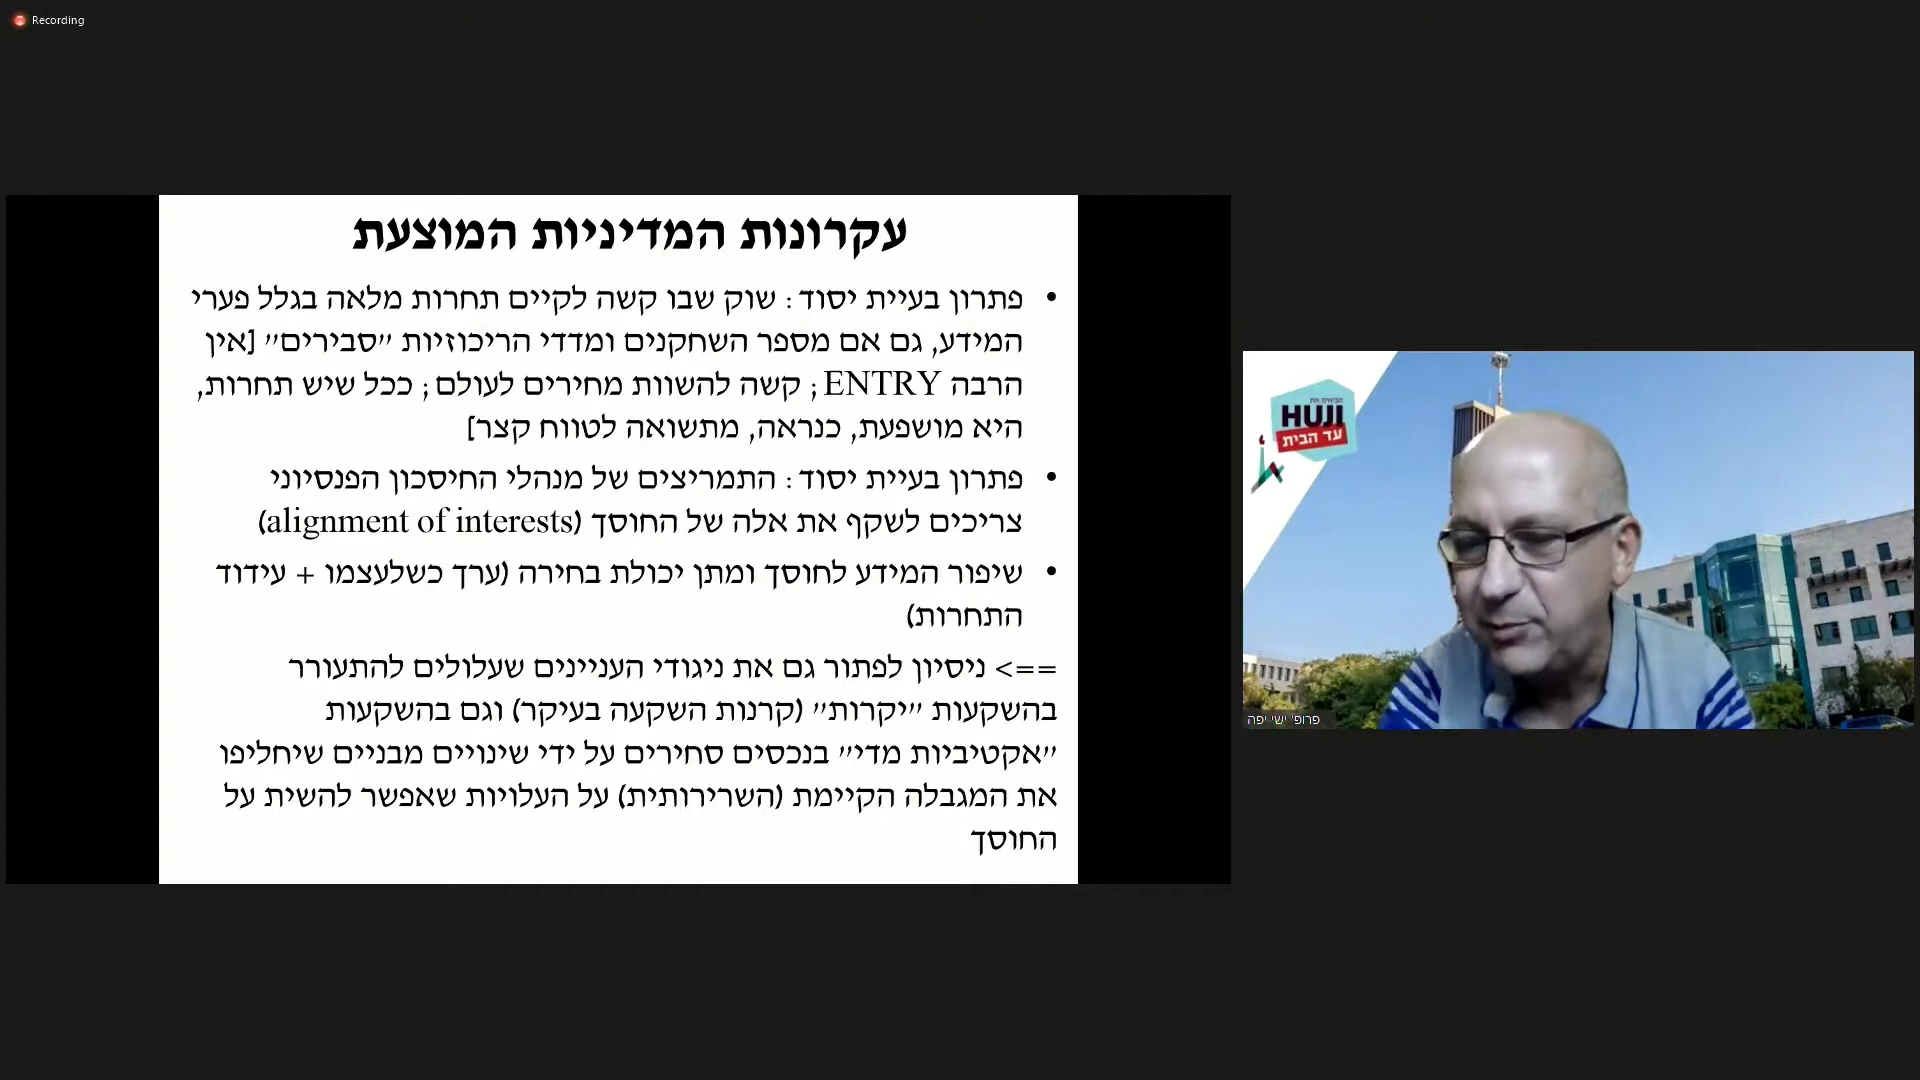 Recording
עקרונות המדיניות המוצעת
• פתרון בעיית יסוד: שוק שבו קשה לקיים תחרות מלאה בגלל פערי
המידע, גם אם מספר השחקנים ומדדי הריכוזיות "סבירים" [אין
הרבה ENTRY; קשה להשוות מחירים לעולם; ככל שיש תחרות,
היא מושפעת, כנראה, מתשואה לטווח קצר]
• פתרון בעיית יסוד: התמריצים של מנהלי החיסכון הפנסיוני
צריכים לשקף את אלה של החוסך (alignment of interests)
• שיפור המידע לחוסך ומתן יכולת בחירה (ערך כשלעצמו + עידוד
התחרות)
==> ניסיון לפתור גם את ניגודי העניינים שעלולים להתעורר
בהשקעות "יקרות" (קרנות השקעה בעיקר) וגם בהשקעות
"אקטיביות מדי" בנכסים סחירים על ידי שינויים מבניים שיחליפו
את המגבלה הקיימת (השרירותית) על העלויות שאפשר להשית על
החוסך
מביאים את
HUJI
עד הבית
פרופ' ישי יפה